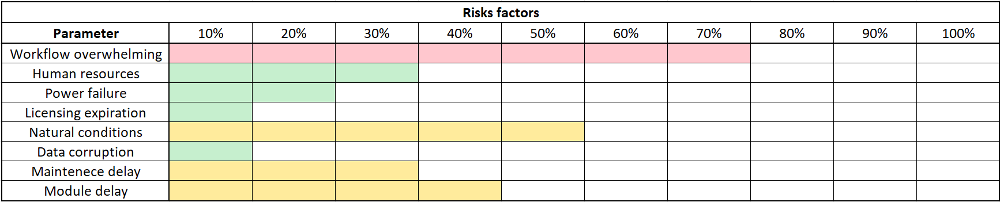 Risks factors
Parameter 10% 20% 30% 40% 50% 60% 70% 80% 90% 100%
Workflow overwhelming
Human resources
Power failure
Licensing expiration
Natural conditions
Data corruption
Maintenece delay
Module delay